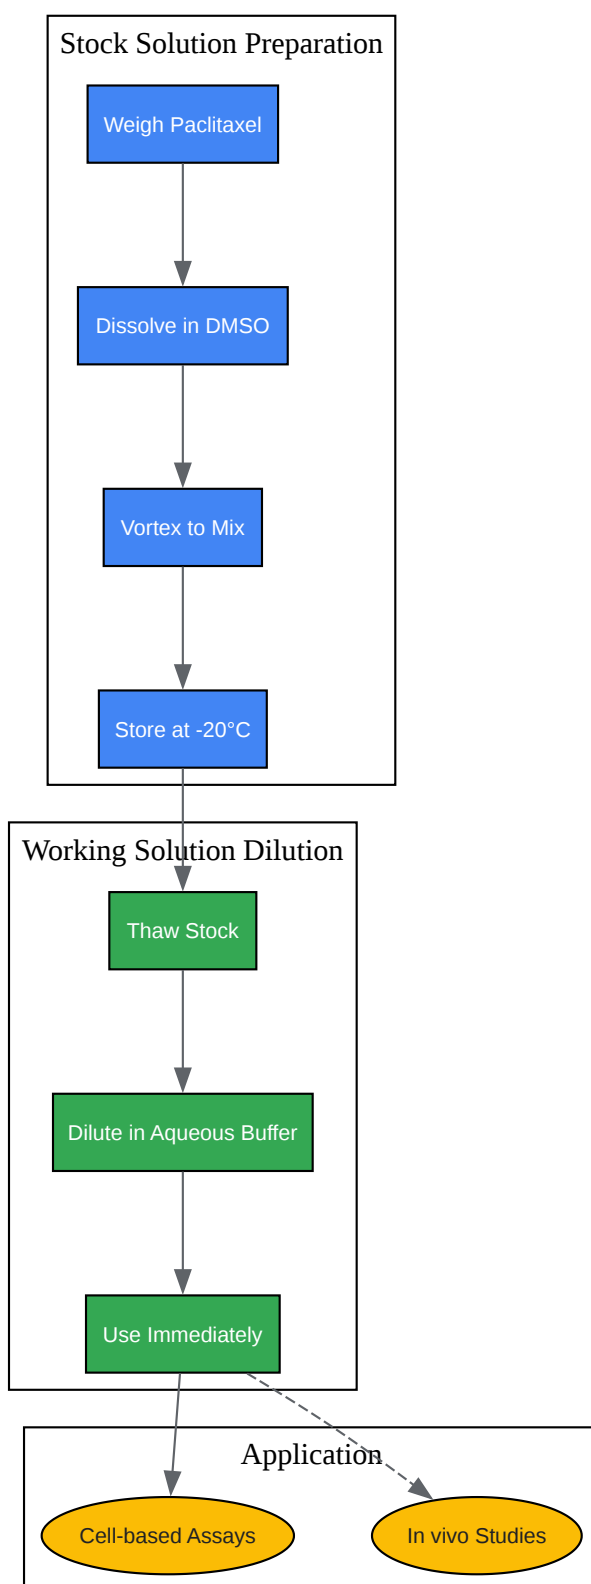 Stock Solution Preparation
Weigh Paclitaxel
Dissolve in DMSO
Vortex to Mix
Store at -20°C
Working Solution Dilution
Thaw Stock
Dilute in Aqueous Buffer
Use Immediately
Application
Cell-based Assays
In vivo Studies